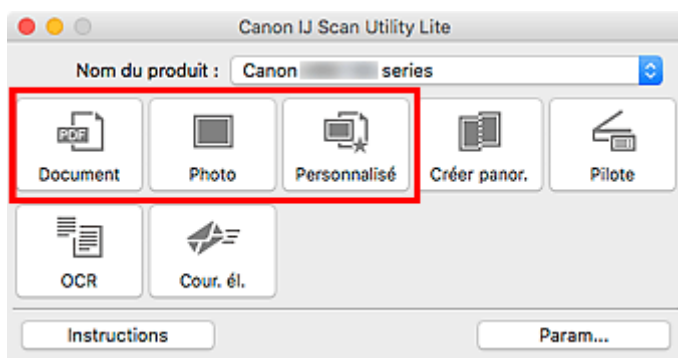 Canon IJ Scan Utility Lite
Nom du produit : Canon series
PDF
Document Photo Personnalisé Créer panor. Pilote
OCR Cour. él.
Instructions Param...